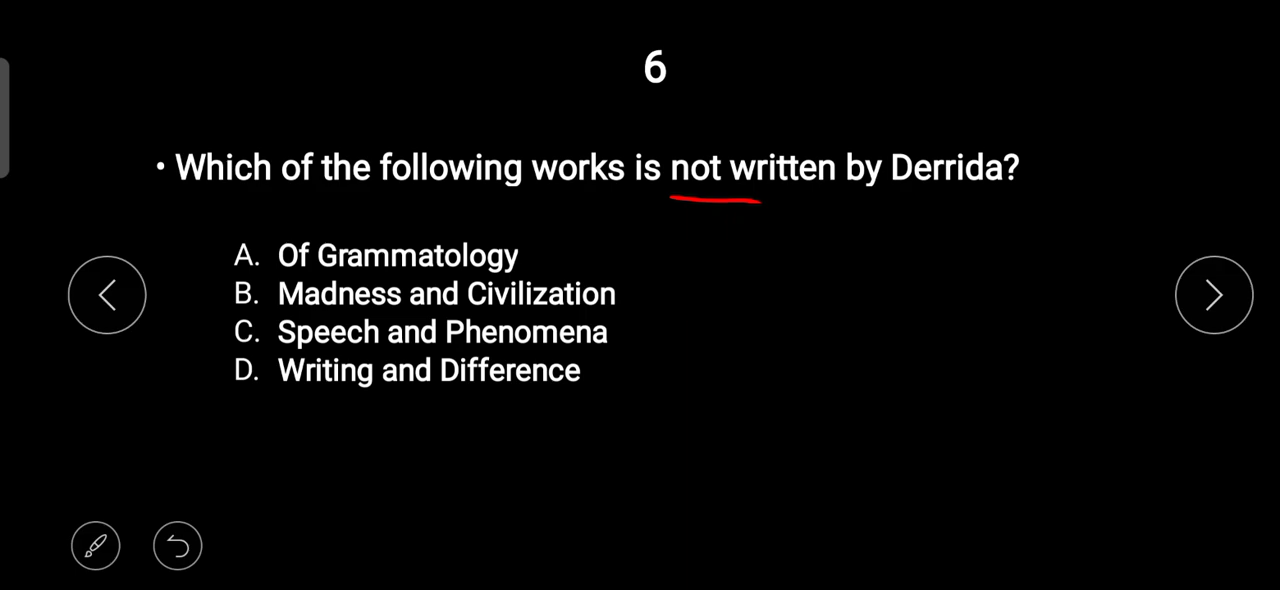 6
• Which of the following works is not written by Derrida?
A. Of Grammatology
B. Madness and Civilization
C. Speech and Phenomena
D. Writing and Difference